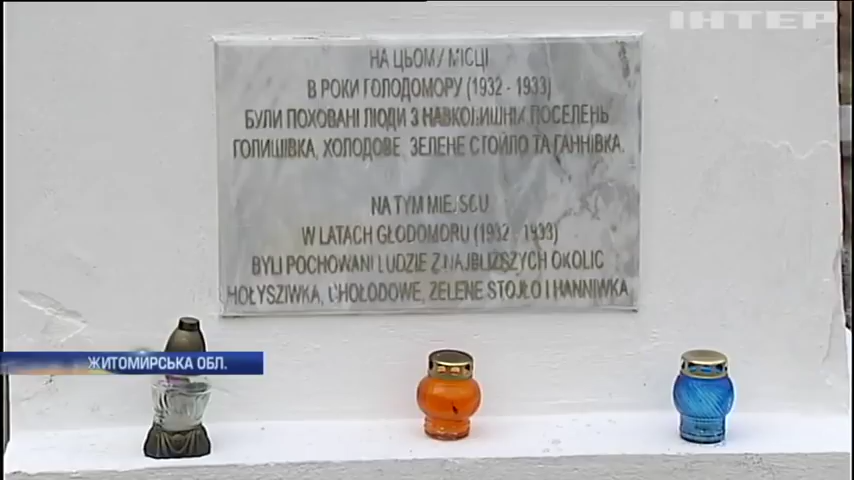 ІНТЕР
НА ЦЬОМУ МІСЦІ
В РОКИ ГОЛОДОМОРУ (1932 - 1933)
БУЛИ ПОХОВАНІ ЛЮДИ З НАВКОЛИШНІХ ПОСЕЛЕНЬ
ГОЛИШІВКА, ХОЛОДОВЕ, ЗЕЛЕНЕ СТОЙЛО ТА ГАННІВКА.
NA TYM MIEJSCU
W LATACH GŁODOMORU (1932 - 1933)
BYLI POCHOWANI LUDZIE Z NAJBLIZSZYCH OKOLIC
HOŁYSZIWKA, CHOŁODOWE, ZELENE STOJŁO I HANNIWKA
ЖИТОМИРСЬКА ОБЛ.